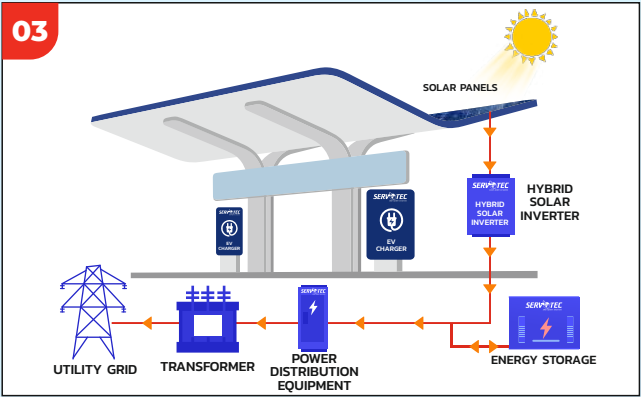 03
SOLAR PANELS
SERVOTEC
HYBRID
SOLAR
INVERTER
HYBRID
SOLAR
INVERTER
SERVOTEC
EV
CHARGER
SERVOTEC
EV
CHARGER
SERVOTEC
SERVOTEC
UTILITY GRID
TRANSFORMER
POWER
DISTRIBUTION
EQUIPMENT
ENERGY STORAGE